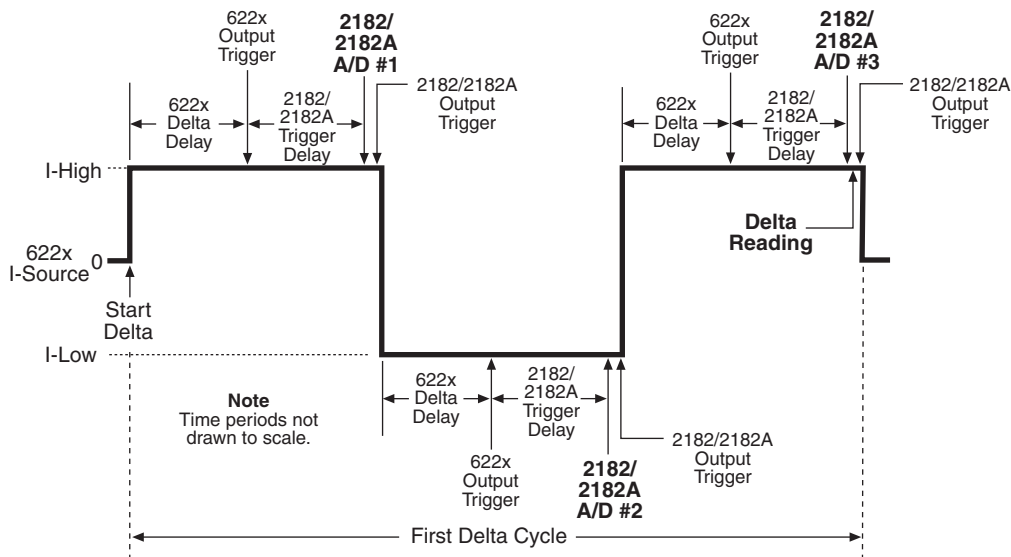 622x
Output
Trigger
2182/
2182A
A/D #1
2182/2182A
Output
Trigger
622x
Delta
Delay
2182/
2182A
Trigger
Delay
622x
Output
Trigger
2182/
2182A
A/D #3
2182/2182A
Output
Trigger
622x
Delta
Delay
2182/
2182A
Trigger
Delay
I-High
Delta
Reading
622x
I-Source
0
Start
Delta
I-Low
622x
Delta
Delay
2182/
2182A
Trigger
Delay
Note
Time periods not
drawn to scale.
622x
Output
Trigger
2182/
2182A
A/D #2
2182/2182A
Output
Trigger
First Delta Cycle